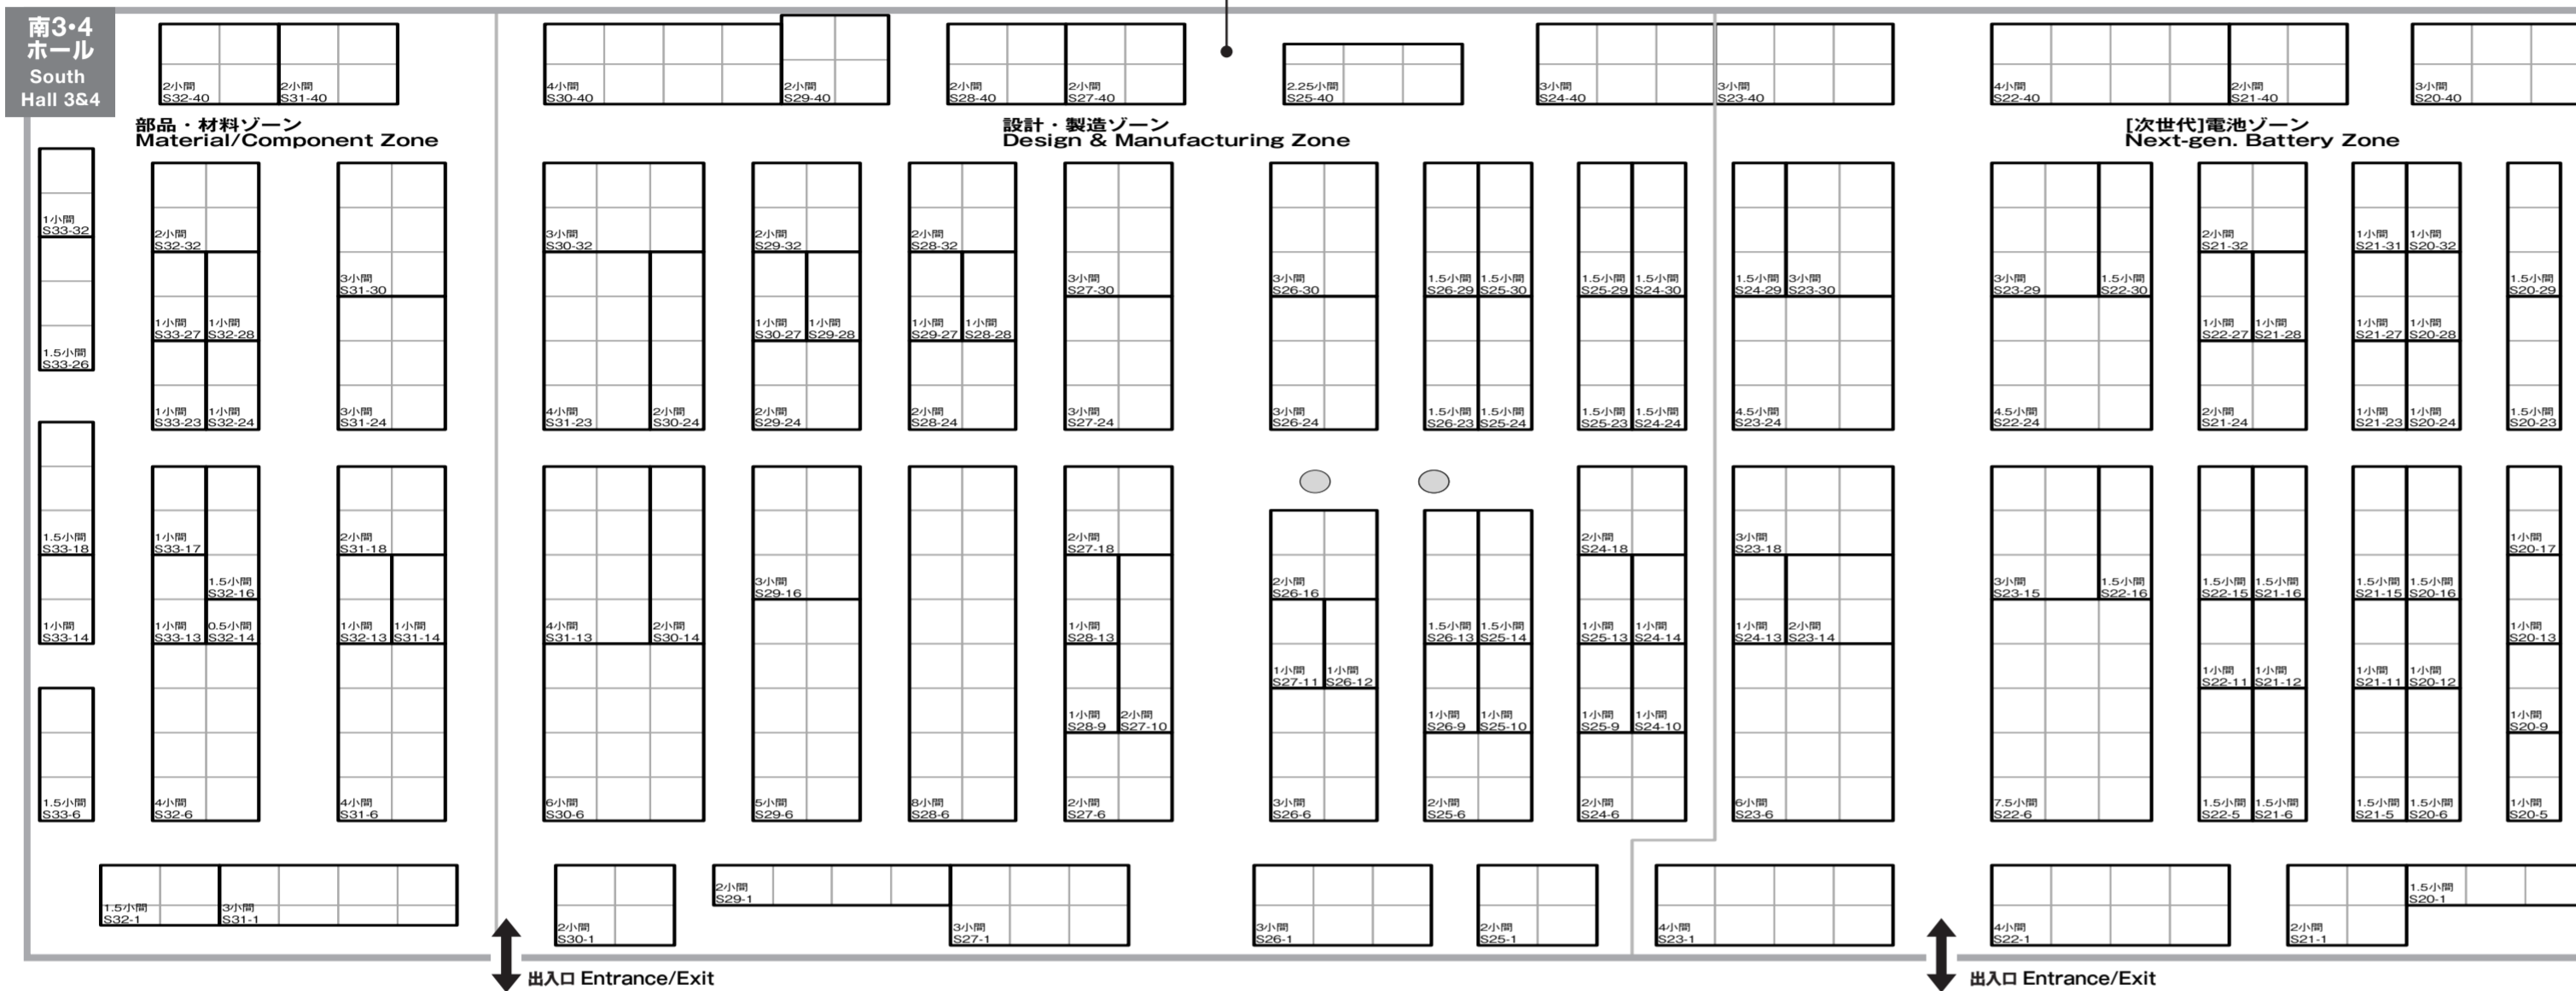 南3・4
ホール
South
Hall 3&4
2小間
S32-40
2小間
S31-40
4小間
S30-40
2小間
S29-40
2小間
S28-40
2小間
S27-40
2.25小間
S25-40
3小間
S24-40
3小間
S23-40
4小間
S22-40
2小間
S21-40
3小間
S20-40
部品・材料ゾーン
Material/Component Zone
設計・製造ゾーン
Design & Manufacturing Zone
[次世代]電池ゾーン
Next-gen. Battery Zone
1小間
S33-32
2小間
S32-32
3小間
S30-32
2小間
S29-32
2小間
S28-32
2小間
S21-32
1小間
S21-31
1小間
S20-32
3小間
S31-30
3小間
S27-30
3小間
S26-30
1.5小間
S26-29
1.5小間
S25-30
1.5小間
S25-29
1.5小間
S24-30
1.5小間
S24-29
3小間
S23-30
3小間
S23-29
1.5小間
S22-30
1.5小間
S20-29
1.5小間
S33-26
1小間
S33-27
1小間
S32-28
1小間
S30-27
1小間
S29-28
1小間
S29-27
1小間
S28-28
1小間
S22-27
1小間
S21-28
1小間
S21-27
1小間
S20-28
1小間
S33-23
1小間
S32-24
3小間
S31-24
4小間
S31-23
2小間
S30-24
2小間
S29-24
2小間
S28-24
3小間
S27-24
3小間
S26-24
1.5小間
S26-23
1.5小間
S25-24
1.5小間
S25-23
1.5小間
S24-24
4.5小間
S23-24
4.5小間
S22-24
2小間
S21-24
1小間
S21-23
1小間
S20-24
1.5小間
S20-23
1.5小間
S33-18
1小間
S33-17
2小間
S31-18
2小間
S27-18
2小間
S24-18
3小間
S23-18
1小間
S20-17
1.5小間
S32-16
3小間
S29-16
2小間
S26-16
3小間
S23-15
1.5小間
S22-16
1.5小間
S22-15
1.5小間
S21-16
1.5小間
S21-15
1.5小間
S20-16
1小間
S33-14
1小間
S33-13
0.5小間
S32-14
1小間
S32-13
1小間
S31-14
4小間
S31-13
2小間
S30-14
1小間
S28-13
1.5小間
S26-13
1.5小間
S25-14
1小間
S25-13
1小間
S24-14
1小間
S24-13
2小間
S23-14
1小間
S20-13
1小間
S27-11
1小間
S26-12
1小間
S22-11
1小間
S21-12
1小間
S21-11
1小間
S20-12
1小間
S28-9
2小間
S27-10
1小間
S26-9
1小間
S25-10
1小間
S25-9
1小間
S24-10
1小間
S20-9
1.5小間
S33-6
4小間
S32-6
4小間
S31-6
6小間
S30-6
5小間
S29-6
8小間
S28-6
2小間
S27-6
3小間
S26-6
2小間
S25-6
2小間
S24-6
6小間
S23-6
7.5小間
S22-6
1.5小間
S22-5
1.5小間
S21-6
1.5小間
S21-5
1.5小間
S20-6
1小間
S20-5
1.5小間
S32-1
3小間
S31-1
2小間
S30-1
2小間
S29-1
3小間
S27-1
3小間
S26-1
2小間
S25-1
4小間
S23-1
4小間
S22-1
2小間
S21-1
1.5小間
S20-1
出入口 Entrance/Exit
出入口 Entrance/Exit